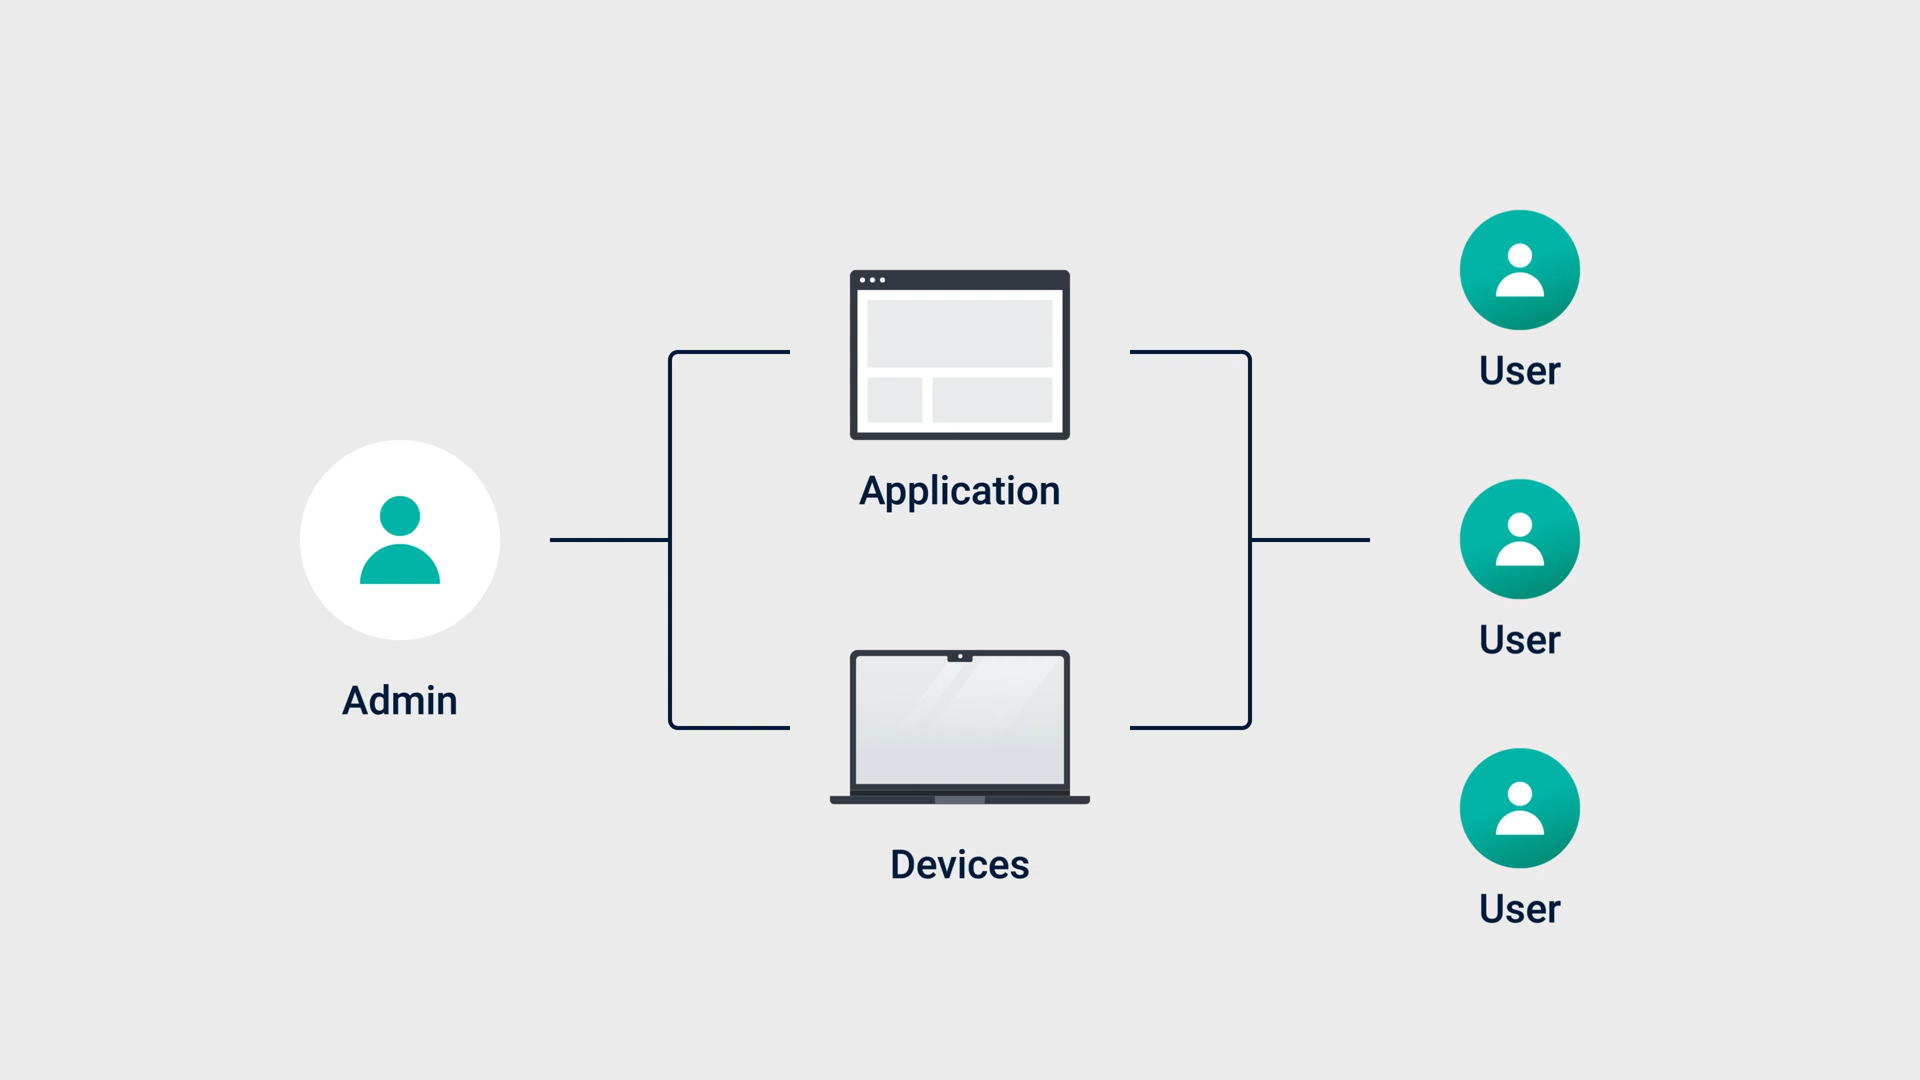 Admin
Application
Devices
User
User
User